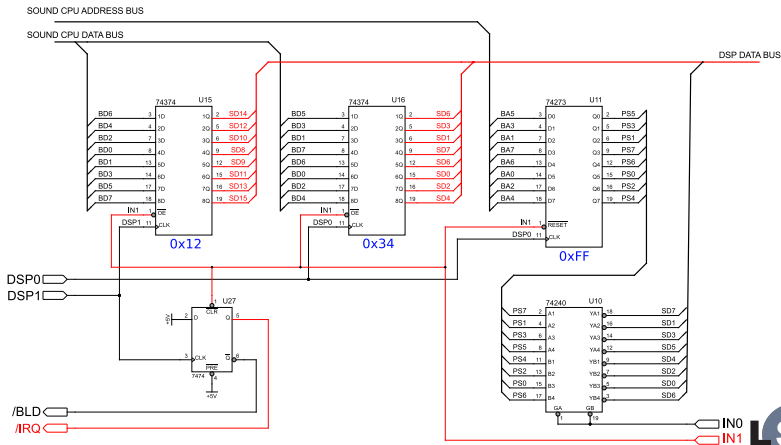 SOUND CPU ADDRESS BUS
SOUND CPU DATA BUS
DSP DATA BUS
74374 U15
BD6 3 1D 1Q 2 SD14
BD4 4 2D 2Q 5 SD12
BD2 7 3D 3Q 6 SD10
BD0 8 4D 4Q 9 SD8
BD1 13 5D 5Q 12 SD9
BD3 14 6D 6Q 15 SD11
BD5 17 7D 7Q 16 SD13
BD7 18 8D 8Q 19 SD15
IN1 1 OE
DSP1 11 CLK
0x12
74374 U16
BD5 3 1D 1Q 2 SD6
BD3 4 2D 2Q 5 SD3
BD1 7 3D 3Q 6 SD1
BD7 8 4D 4Q 9 SD7
BD6 13 5D 5Q 12 SD6
BD0 14 6D 6Q 15 SD0
BD2 17 7D 7Q 16 SD2
BD4 18 8D 8Q 19 SD4
IN1 1 OE
DSP0 11 CLK
0x34
74273 U11
BA5 3 D0 Q0 2 PS5
BA3 4 D1 Q1 5 PS3
BA1 7 D2 Q2 6 PS1
BA7 8 D3 Q3 9 PS7
BA6 13 D4 Q4 12 PS6
BA0 14 D5 Q5 15 PS0
BA2 17 D6 Q6 16 PS2
BA4 18 D7 Q7 19 PS4
IN1 1 RESET
DSP0 11 CLK
0xFF
DSP0
DSP1
U27
1 CLR
+5V 2 D Q 5
3 CLK Q 6
PRE
7474 4
+5V
74240 U10
PS7 2 A1 YA1 18 SD7
PS1 4 A2 YA2 16 SD1
PS3 6 A3 YA3 14 SD3
PS5 8 A4 YA4 12 SD5
PS4 11 B1 YB1 9 SD4
PS2 13 B2 YB2 7 SD2
PS0 15 B3 YB3 5 SD0
PS6 17 B4 YB4 3 SD6
GA GB
1 19
/BLD
/IRQ
IN0
IN1